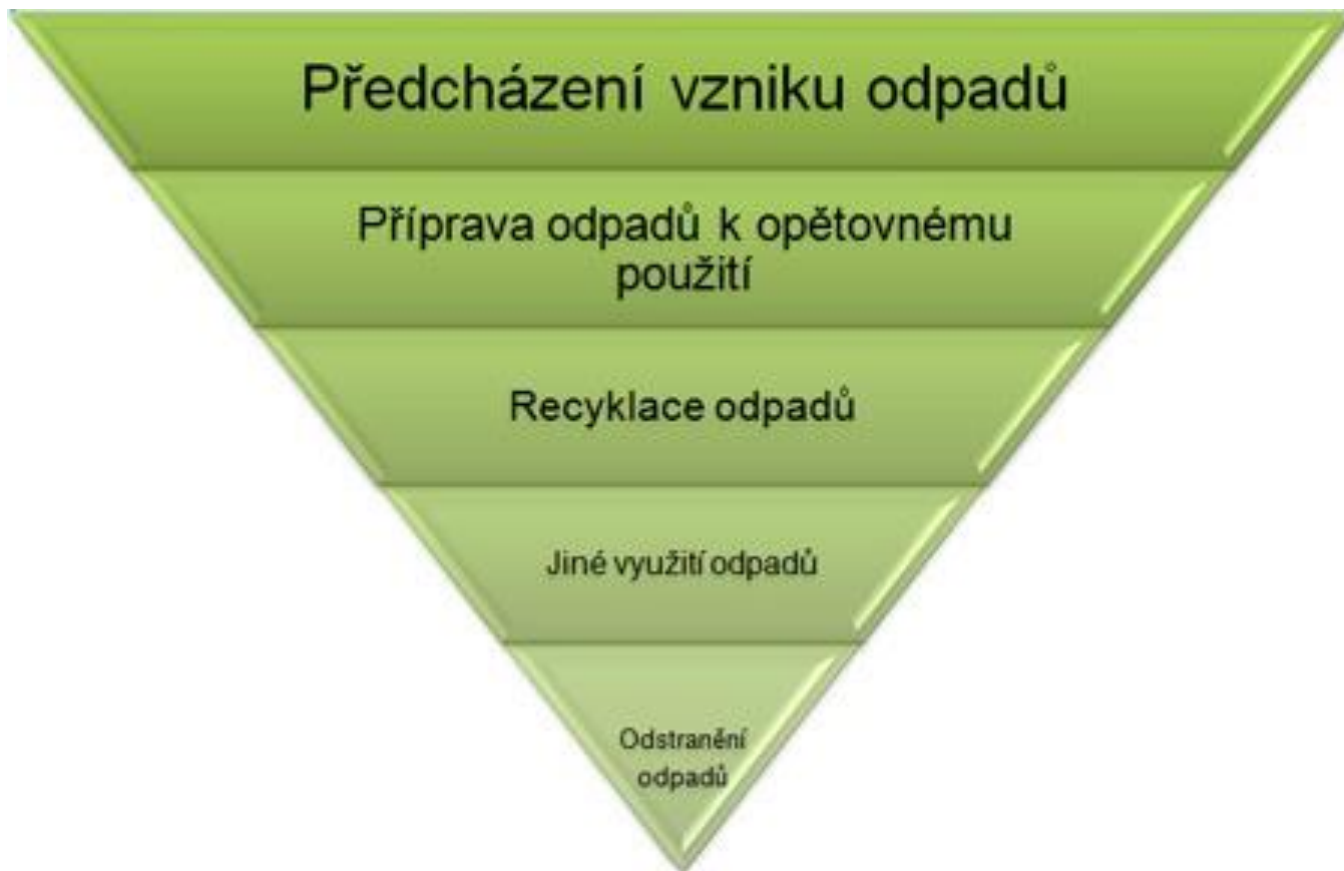 Předcházení vzniku odpadů
Příprava odpadů k opětovnému
použití
Recyklace odpadů
Jiné využití odpadů
Odstranění
odpadů